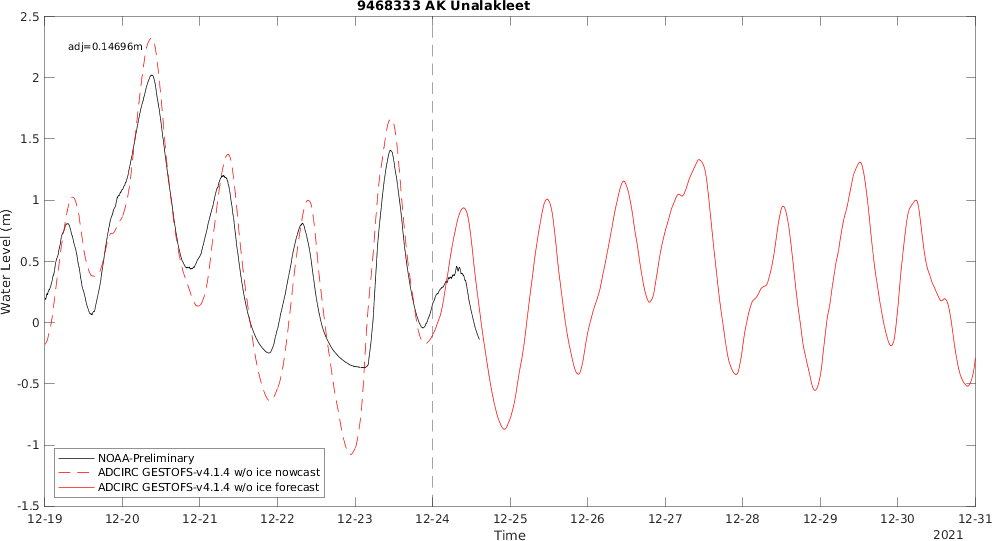 9468333 AK Unalakleet
adj=0.14696m
2.5
2
1.5
1
0.5
0
-0.5
-1
-1.5
Water Level (m)
NOAA-Preliminary
ADCIRC GESTOFS-v4.1.4 w/o ice nowcast
ADCIRC GESTOFS-v4.1.4 w/o ice forecast
12-19 12-20 12-21 12-22 12-23 12-24 12-25 12-26 12-27 12-28 12-29 12-30 12-31
Time
2021